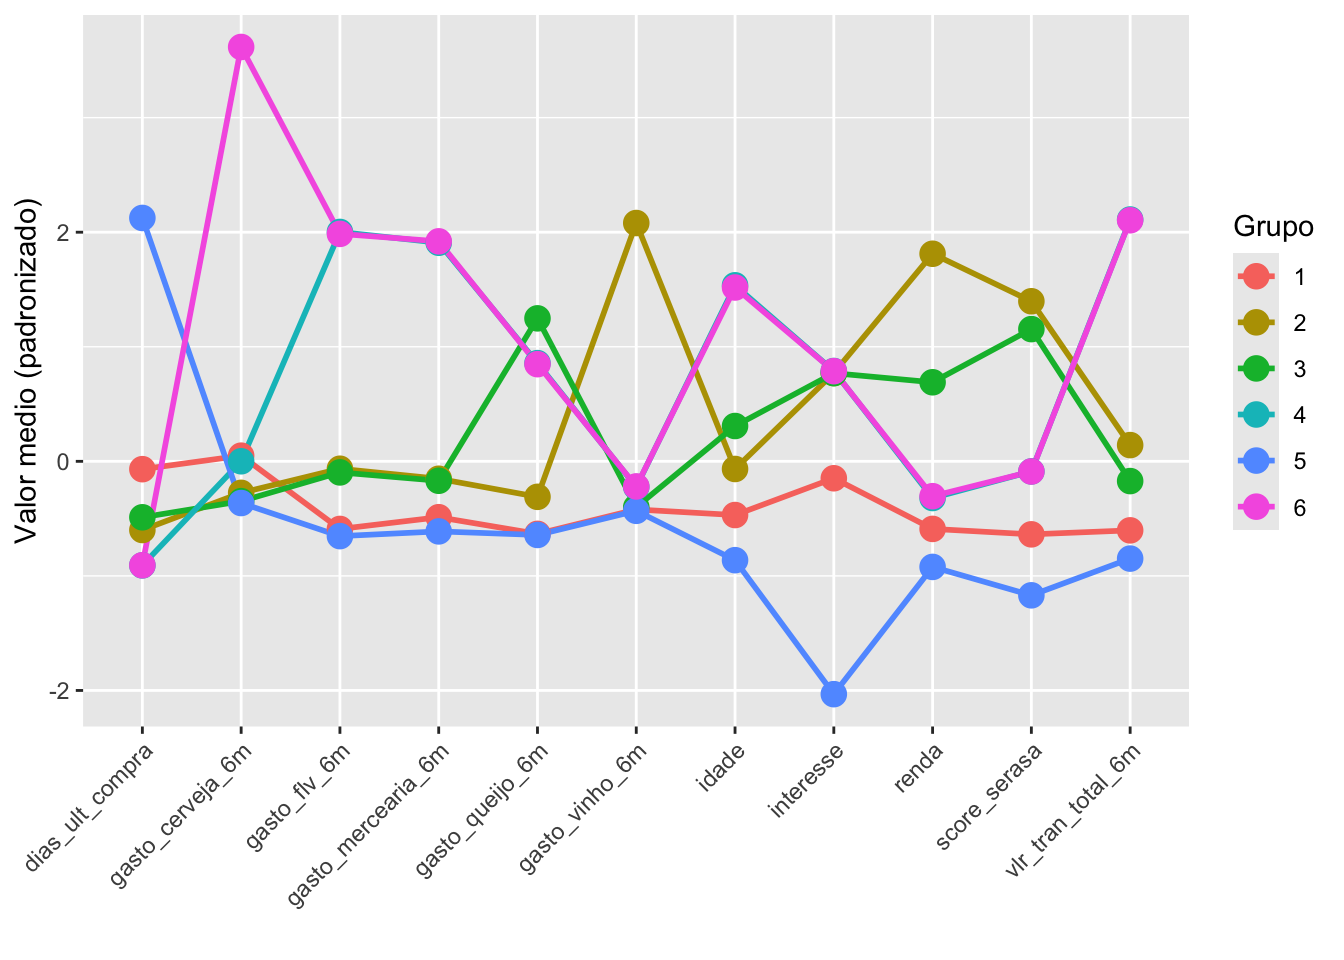 Valor medio (padronizado)
2
0
-2
dias_ult_compra
gasto_cerveja_6m
gasto_flv_6m
gasto_mercearia_6m
gasto_queijo_6m
gasto_vinho_6m
idade
interesse
renda
score_serasa
vlr_tran_total_6m
Grupo
1
2
3
4
5
6